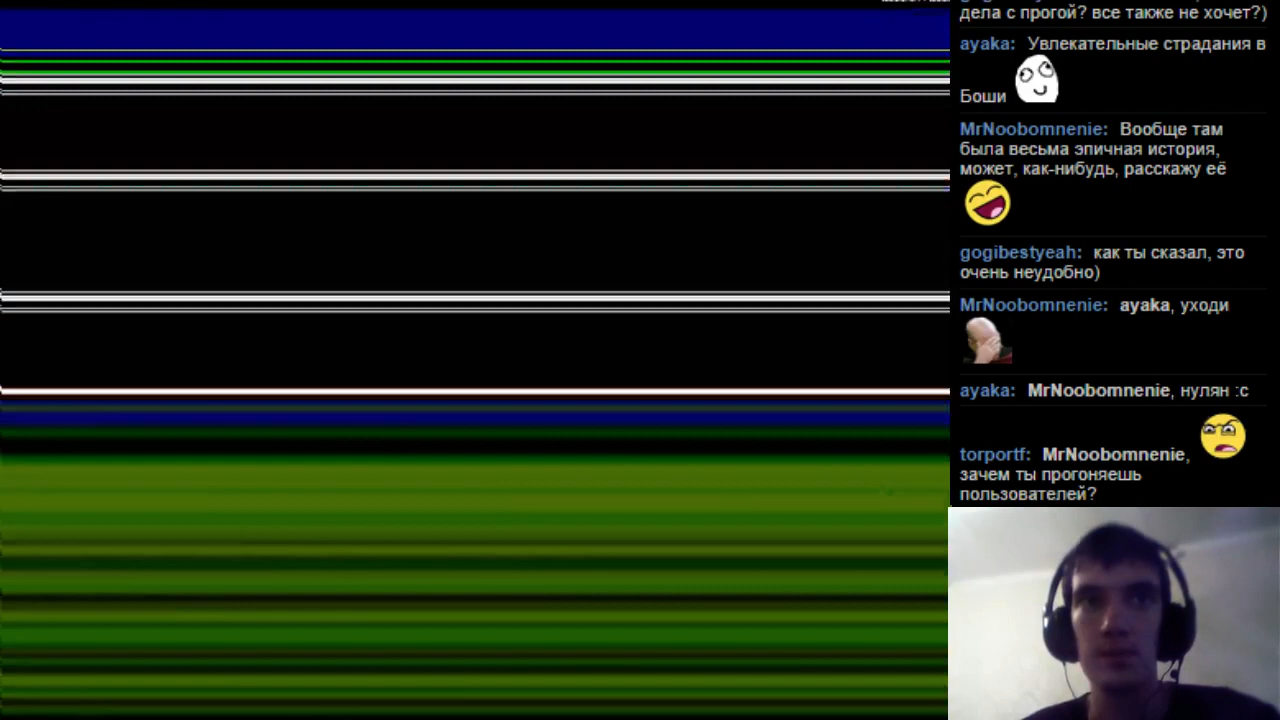 дела с прогой? все также не хочет?)
ayaka: Увлекательные страдания в
Боши
MrNoobomnenie: Вообще там
была весьма эпичная история,
может, как-нибудь, расскажу её
gogibestyeah: как ты сказал, это
очень неудобно)
MrNoobomnenie: ayaka, уходи
ayaka: MrNoobomnenie, нулян :с
torportf: MrNoobomnenie,
зачем ты прогоняешь
пользователей?